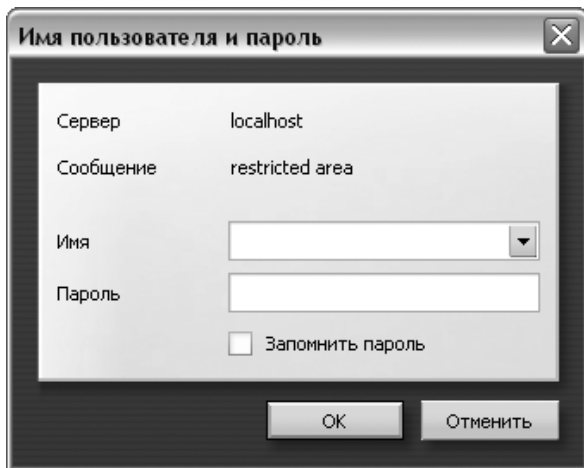 Имя пользователя и пароль
Сервер localhost
Сообщение restricted area
Имя
Пароль
Запомнить пароль
OK Отменить